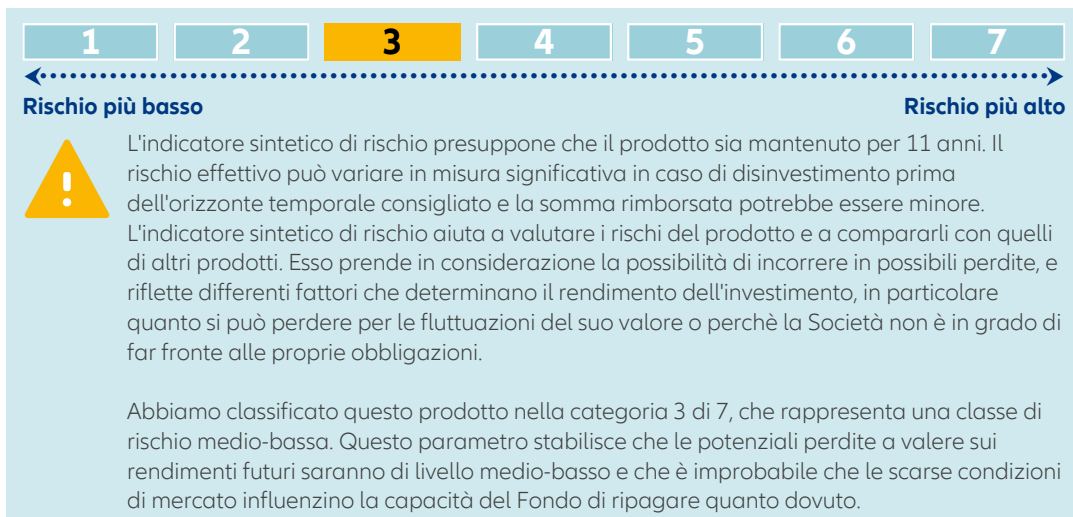 1 2 3 4 5 6 7
Rischio più basso Rischio più alto
!
L'indicatore sintetico di rischio presuppone che il prodotto sia mantenuto per 11 anni. Il
rischio effettivo può variare in misura significativa in caso di disinvestimento prima
dell'orizzonte temporale consigliato e la somma rimborsata potrebbe essere minore.
L'indicatore sintetico di rischio aiuta a valutare i rischi del prodotto e a compararli con quelli
di altri prodotti. Esso prende in considerazione la possibilità di incorrere in possibili perdite, e
riflette differenti fattori che determinano il rendimento dell'investimento, in particolare
quanto si può perdere per le fluttuazioni del suo valore o perchè la Società non è in grado di
far fronte alle proprie obbligazioni.
Abbiamo classificato questo prodotto nella categoria 3 di 7, che rappresenta una classe di
rischio medio-bassa. Questo parametro stabilisce che le potenziali perdite a valere sui
rendimenti futuri saranno di livello medio-basso e che è improbabile che le scarse condizioni
di mercato influenzino la capacità del Fondo di ripagare quanto dovuto.